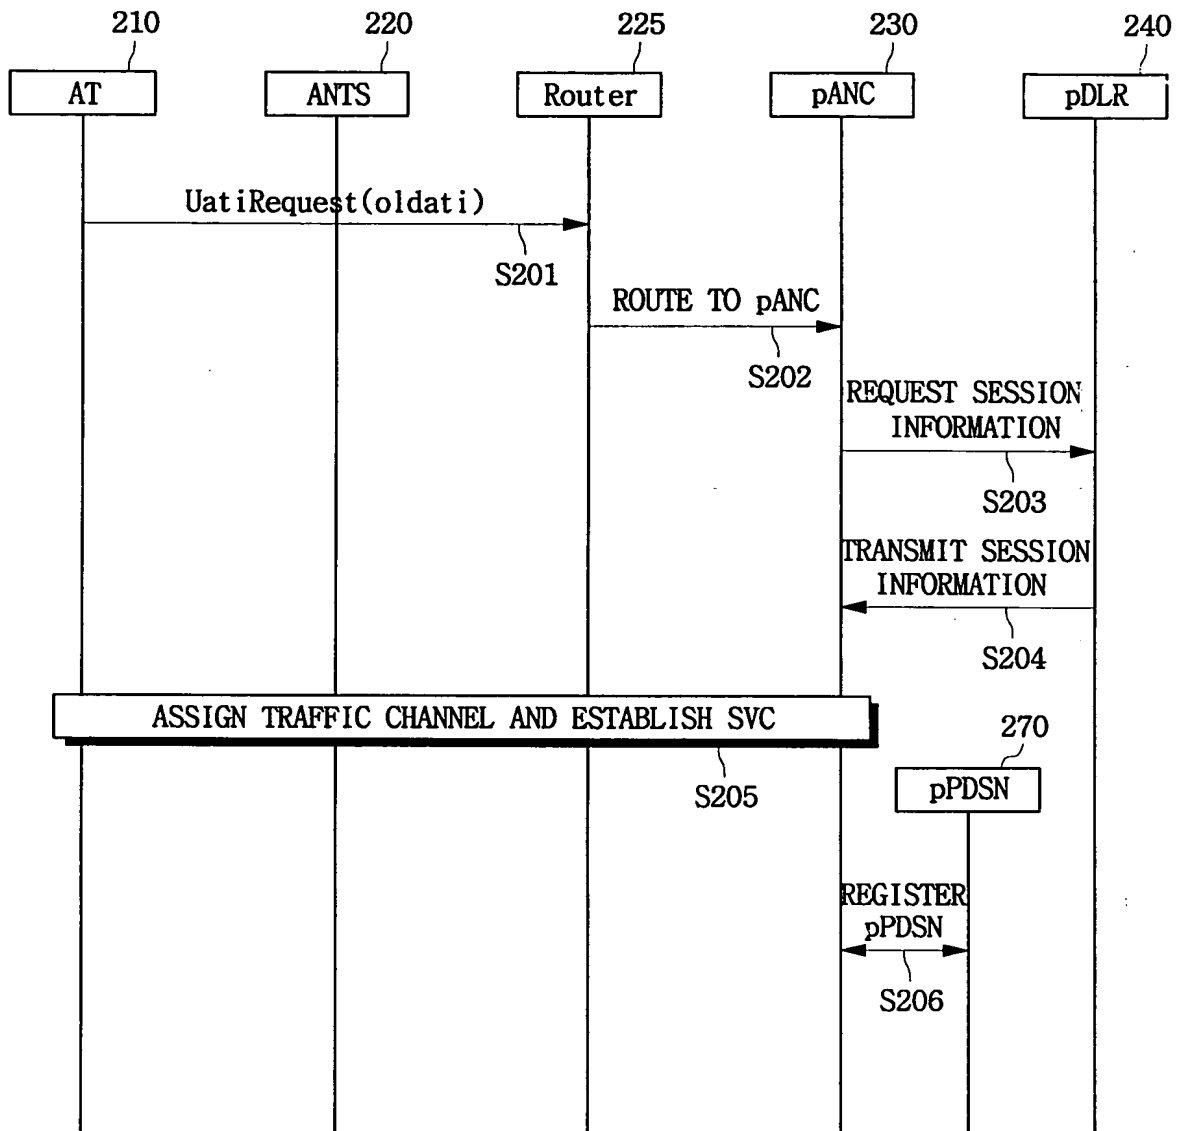 210
220
225
230
240
AT
ANTS
Router
pANC
pDLR
UatiRequest(oldati)
S201
ROUTE TO pANC
S202
REQUEST SESSION
INFORMATION
S203
TRANSMIT SESSION
INFORMATION
S204
ASSIGN TRAFFIC CHANNEL AND ESTABLISH SVC
S205
270
pPDSN
REGISTER
pPDSN
S206